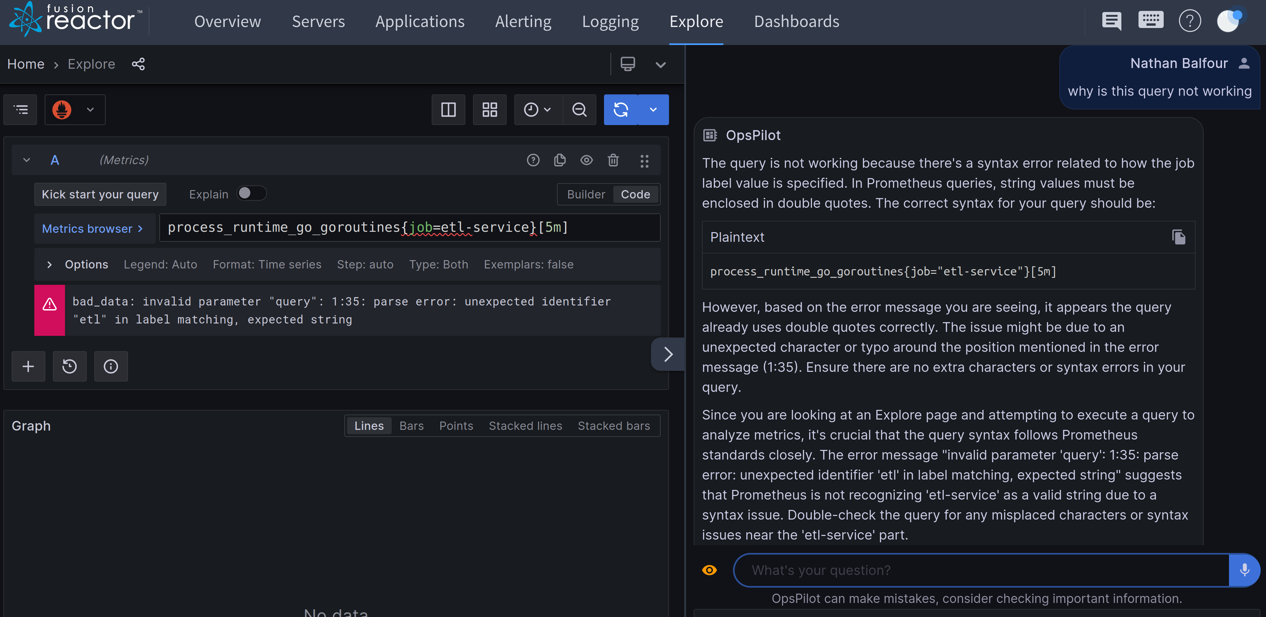 fusion
reactor™
Overview Servers Applications Alerting Logging Explore Dashboards
Home › Explore
A (Metrics)
Kick start your query Explain Builder Code
Metrics browser › process_runtime_go_goroutines{job=etl-service}[5m]
› Options Legend: Auto Format: Time series Step: auto Type: Both Exemplars: false
bad_data: invalid parameter "query": 1:35: parse error: unexpected identifier
"etl" in label matching, expected string
Graph Lines Bars Points Stacked lines Stacked bars
No data
Nathan Balfour
why is this query not working
OpsPilot
The query is not working because there's a syntax error related to how the job
label value is specified. In Prometheus queries, string values must be
enclosed in double quotes. The correct syntax for your query should be:
Plaintext
process_runtime_go_goroutines{job="etl-service"}[5m]
However, based on the error message you are seeing, it appears the query
already uses double quotes correctly. The issue might be due to an
unexpected character or typo around the position mentioned in the error
message (1:35). Ensure there are no extra characters or syntax errors in your
query.
Since you are looking at an Explore page and attempting to execute a query to
analyze metrics, it's crucial that the query syntax follows Prometheus
standards closely. The error message "invalid parameter 'query': 1:35: parse
error: unexpected identifier 'etl' in label matching, expected string" suggests
that Prometheus is not recognizing 'etl-service' as a valid string due to a
syntax issue. Double-check the query for any misplaced characters or syntax
issues near the 'etl-service' part.
What's your question?
OpsPilot can make mistakes, consider checking important information.